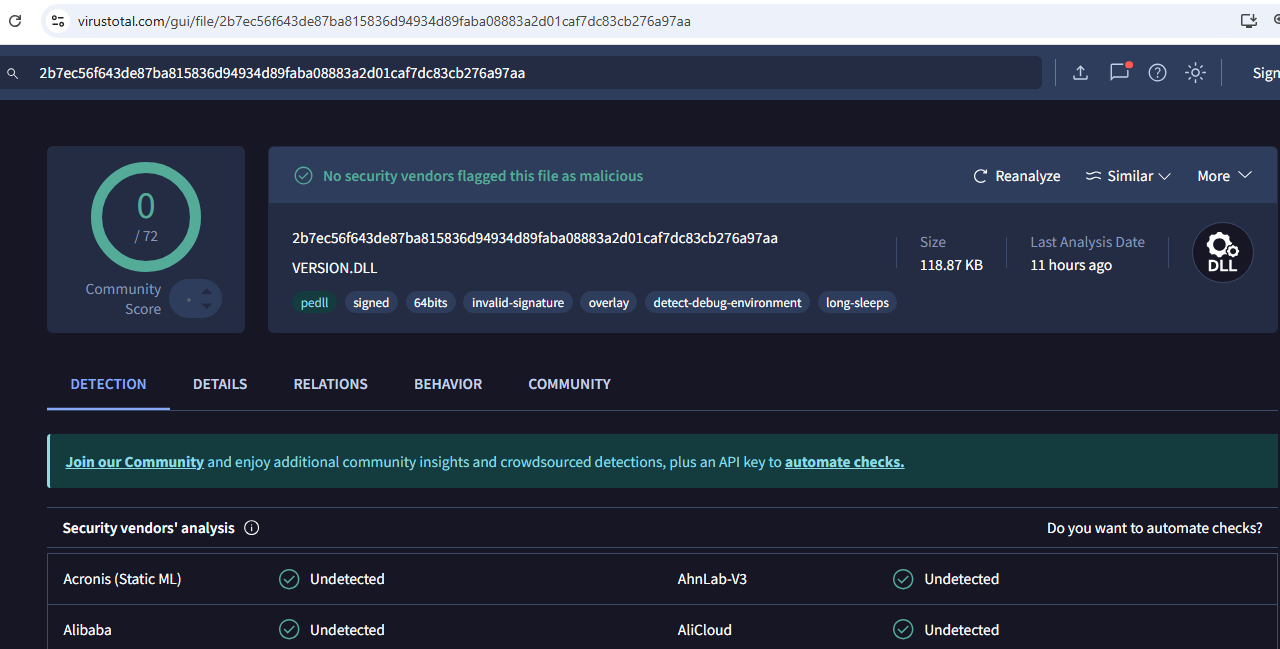 virustotal.com/gui/file/2b7ec56f643de87ba815836d94934d89faba08883a2d01caf7dc83cb276a97aa
2b7ec56f643de87ba815836d94934d89faba08883a2d01caf7dc83cb276a97aa
Sign
0
/ 72
Community
Score
No security vendors flagged this file as malicious
Reanalyze
Similar
More
2b7ec56f643de87ba815836d94934d89faba08883a2d01caf7dc83cb276a97aa
VERSION.DLL
pedll
signed
64bits
invalid-signature
overlay
detect-debug-environment
long-sleeps
Size
118.87 KB
Last Analysis Date
11 hours ago
DLL
DETECTION
DETAILS
RELATIONS
BEHAVIOR
COMMUNITY
Join our Community and enjoy additional community insights and crowdsourced detections, plus an API key to automate checks.
Security vendors' analysis
Do you want to automate checks?
Acronis (Static ML)
Undetected
AhnLab-V3
Undetected
Alibaba
Undetected
AliCloud
Undetected